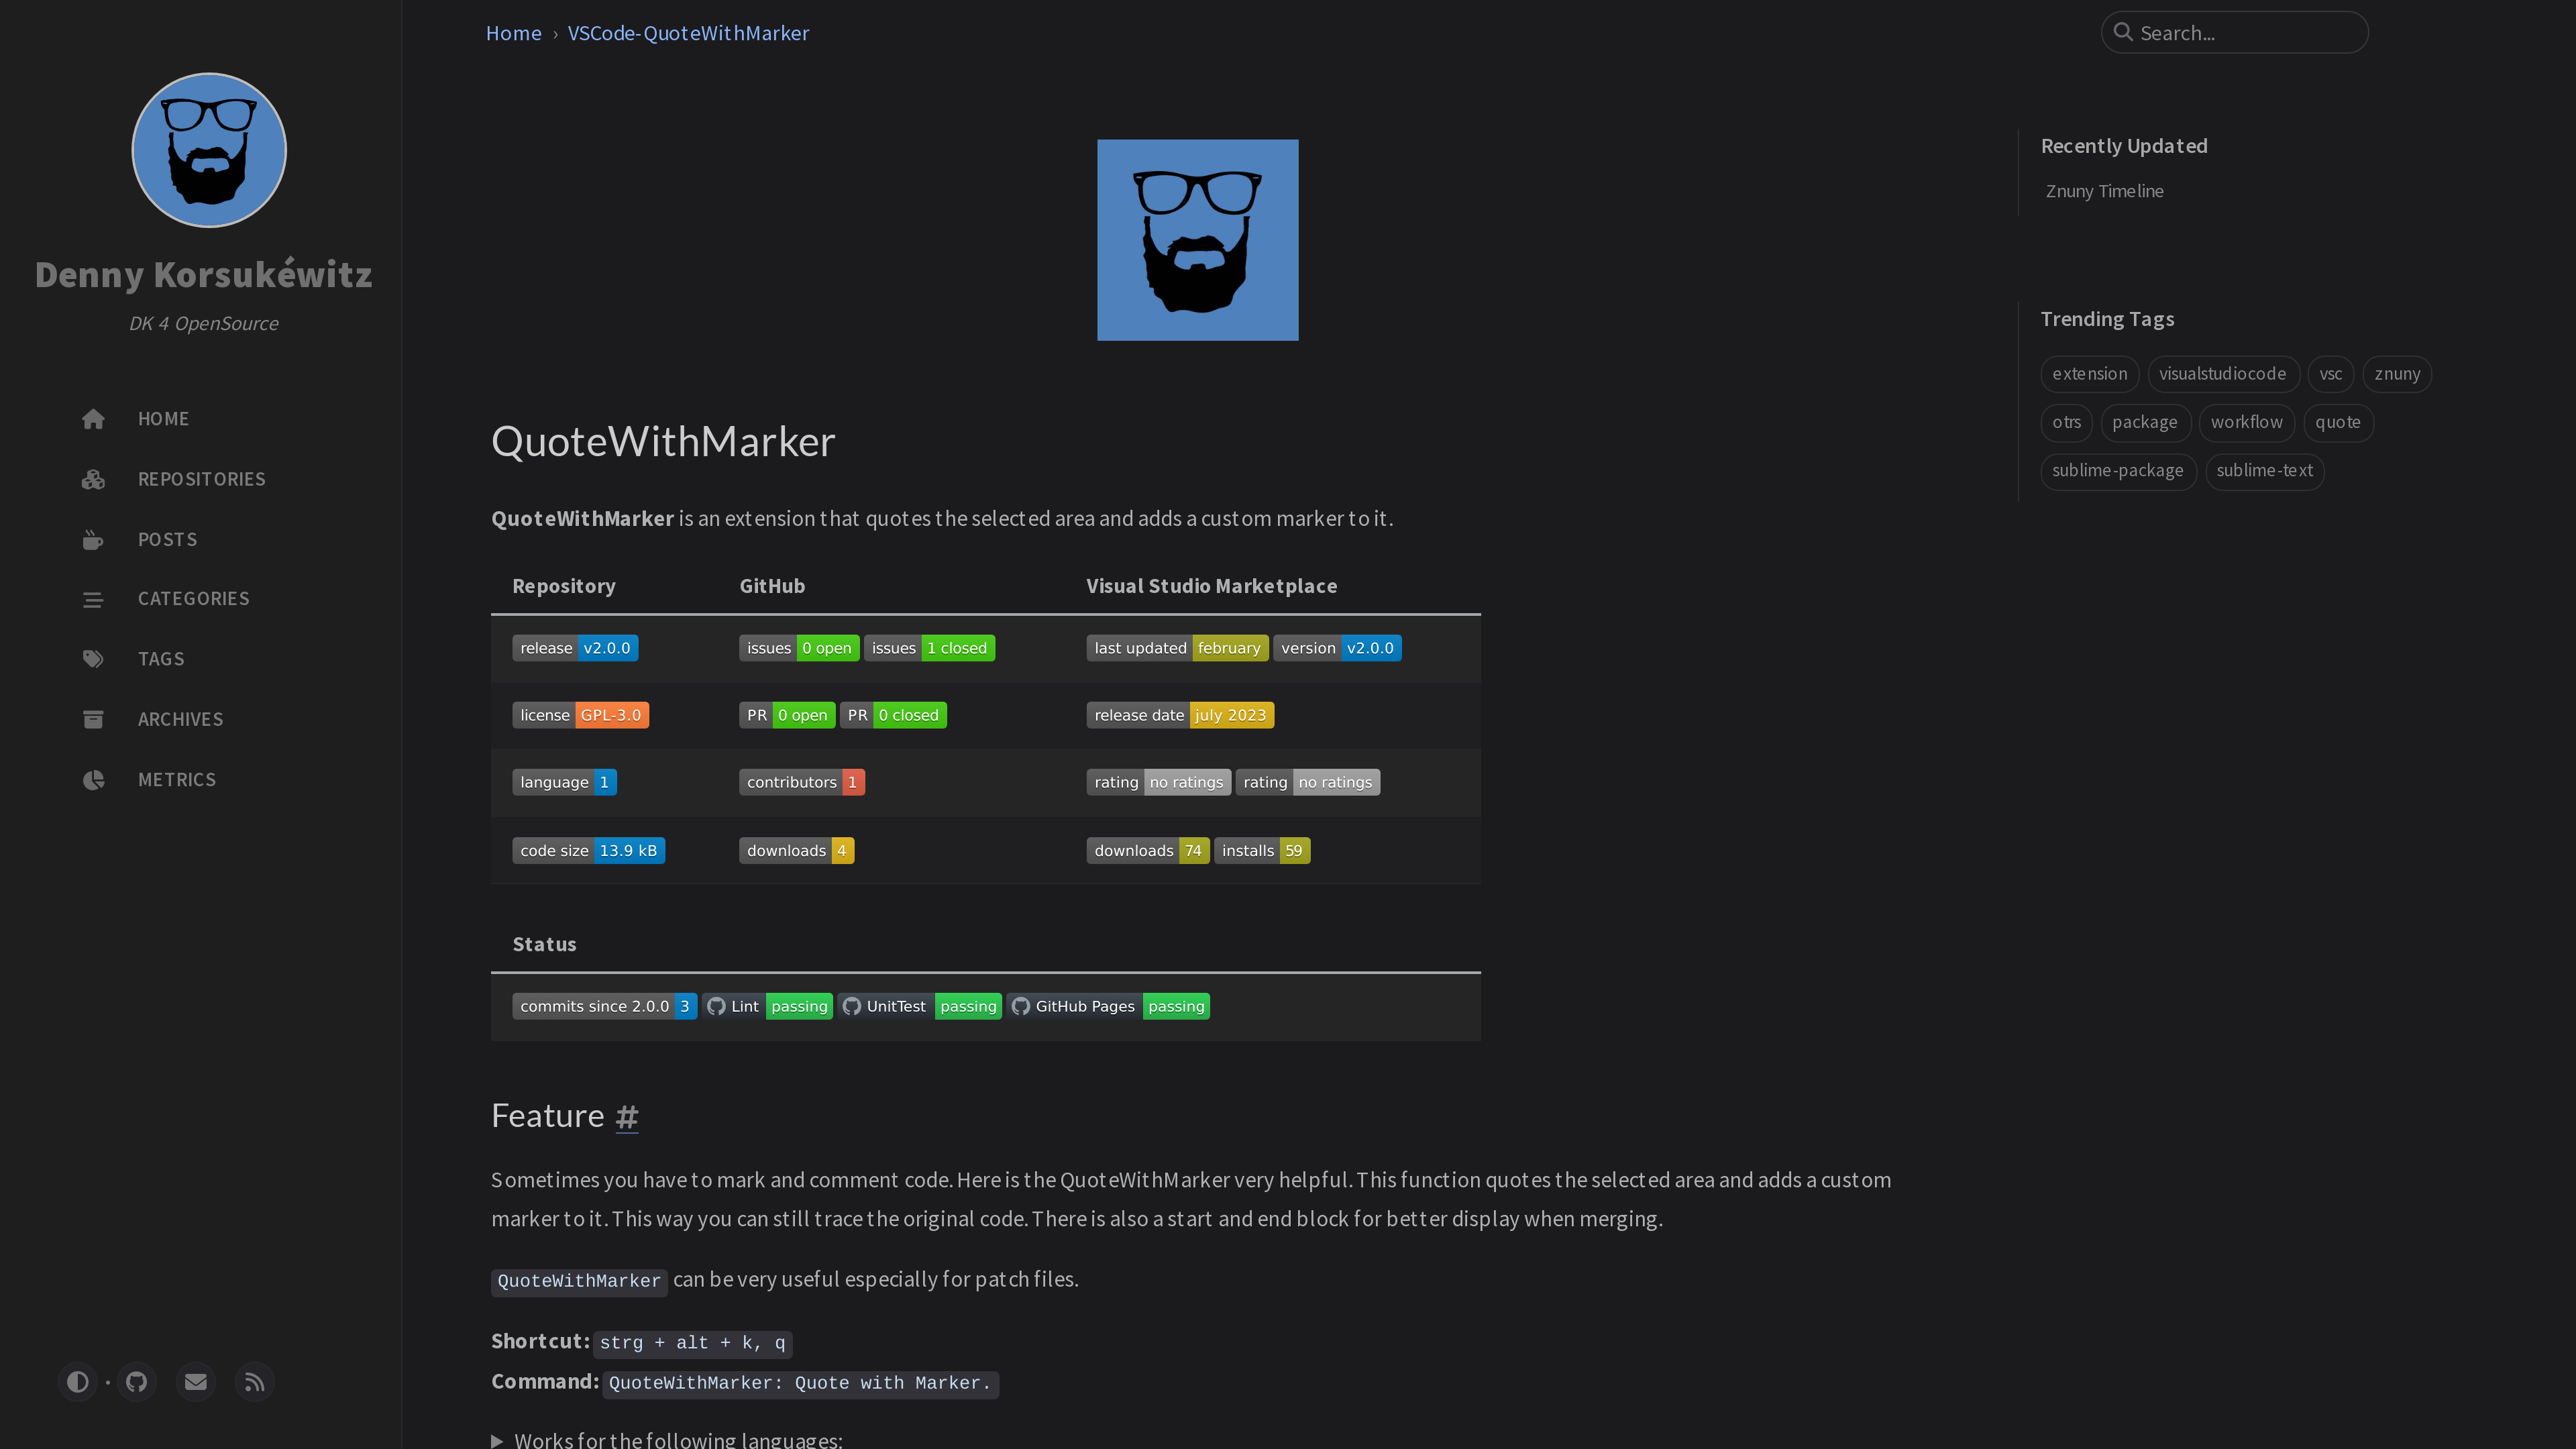 Denny Korsukéwitz
DK 4 OpenSource
HOME
REPOSITORIES
POSTS
CATEGORIES
TAGS
ARCHIVES
METRICS
Home › VSCode-QuoteWithMarker
Search...
QuoteWithMarker
QuoteWithMarker is an extension that quotes the selected area and adds a custom marker to it.
Repository GitHub Visual Studio Marketplace
release v2.0.0 issues 0 open issues 1 closed last updated february version v2.0.0
license GPL-3.0 PR 0 open PR 0 closed release date july 2023
language 1 contributors 1 rating no ratings rating no ratings
code size 13.9 kB downloads 4 downloads 74 installs 59
Status
commits since 2.0.0 3 Lint passing UnitTest passing GitHub Pages passing
Feature #
Sometimes you have to mark and comment code. Here is the QuoteWithMarker very helpful. This function quotes the selected area and adds a custom
marker to it. This way you can still trace the original code. There is also a start and end block for better display when merging.
QuoteWithMarker can be very useful especially for patch files.
Shortcut: strg + alt + k, q
Command: QuoteWithMarker: Quote with Marker.
Works for the following languages:
Recently Updated
Znuny Timeline
Trending Tags
extension visualstudiocode vsc znuny
otrs package workflow quote
sublime-package sublime-text